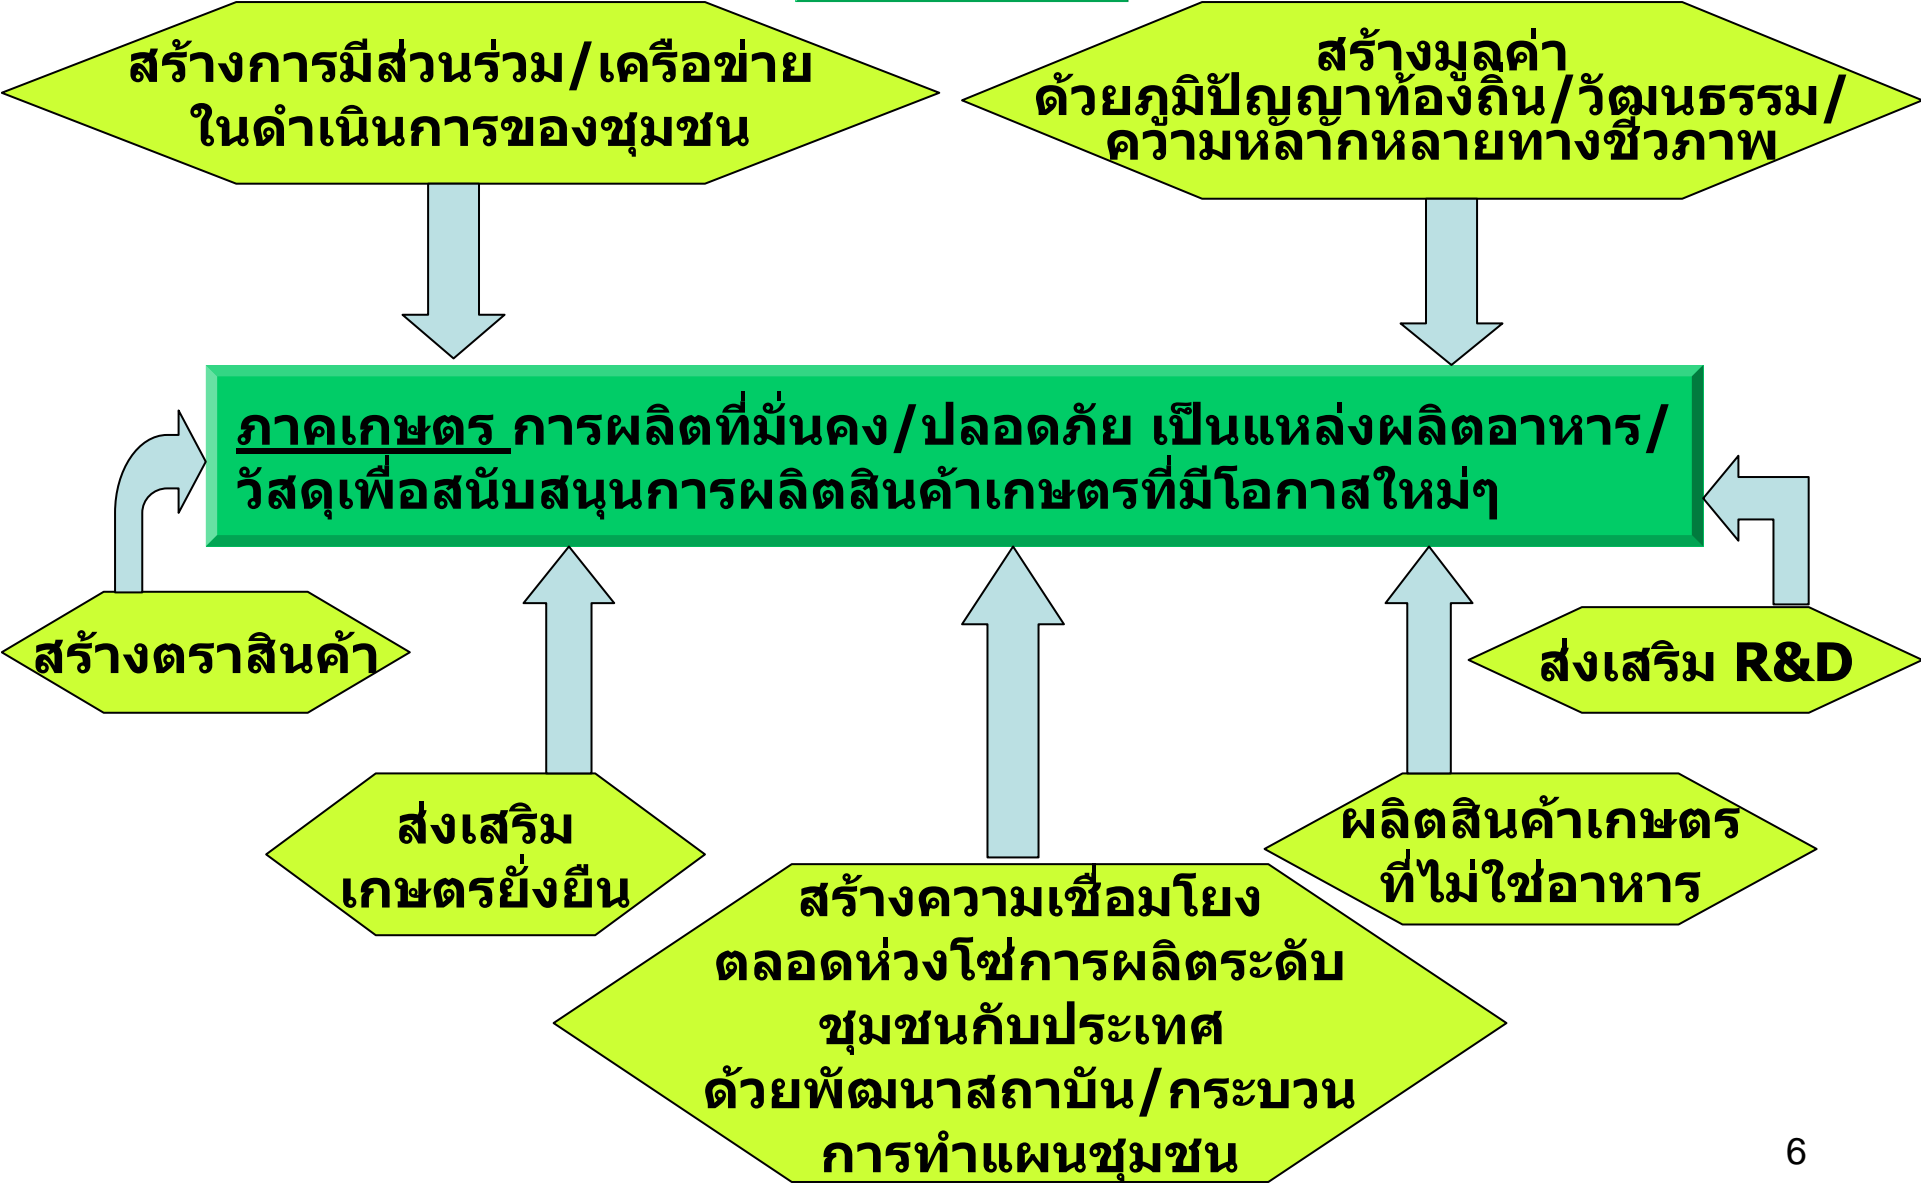 สร้างการมีส่วนร่วม/เครือข่าย
ในดำเนินการของชุมชน
สร้างมูลค่า
ด้วยภูมิปัญญาท้องถิ่น/วัฒนธรรม/
ความหลากหลายทางชีวภาพ
ภาคเกษตร การผลิตที่มั่นคง/ปลอดภัย เป็นแหล่งผลิตอาหาร/
วัสดุเพื่อสนับสนุนการผลิตสินค้าเกษตรที่มีโอกาสใหม่ๆ
สร้างตราสินค้า
ส่งเสริม R&D
ส่งเสริม
เกษตรยั่งยืน
ผลิตสินค้าเกษตร
ที่ไม่ใช่อาหาร
สร้างความเชื่อมโยง
ตลอดห่วงโซ่การผลิตระดับ
ชุมชนกับประเทศ
ด้วยพัฒนาสถาบัน/กระบวน
การทำแผนชุมชน
6